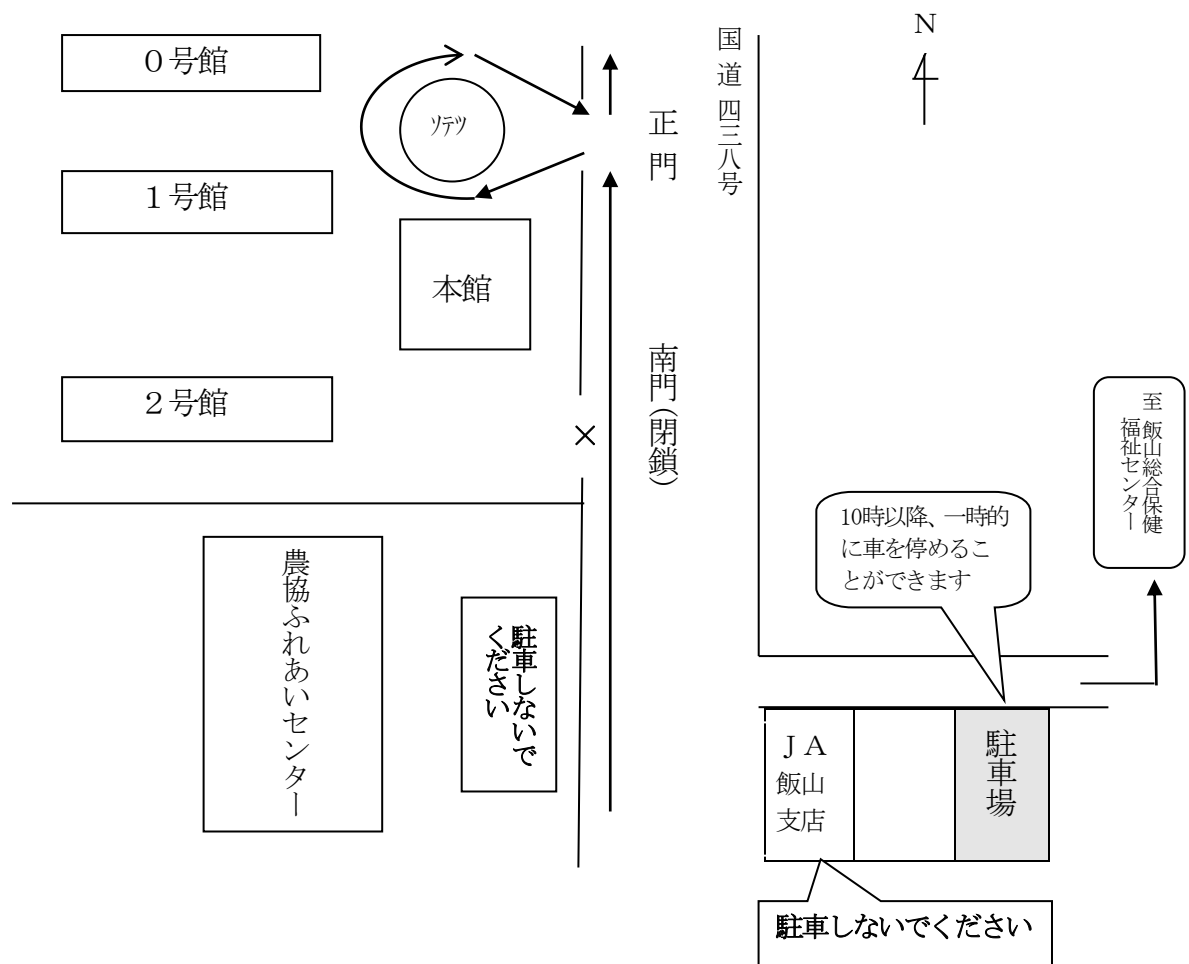 ０号館
ｿﾃﾂ
正門
国道四三八号
N
１号館
本館
南門（閉鎖）
２号館
×
至 飯山総合保健
福祉センター
10時以降、一時的
に車を停めるこ
とができます
農協ふれあいセンター
駐車しないで
ください
ＪＡ
飯山
支店
駐車場
駐車しないでください